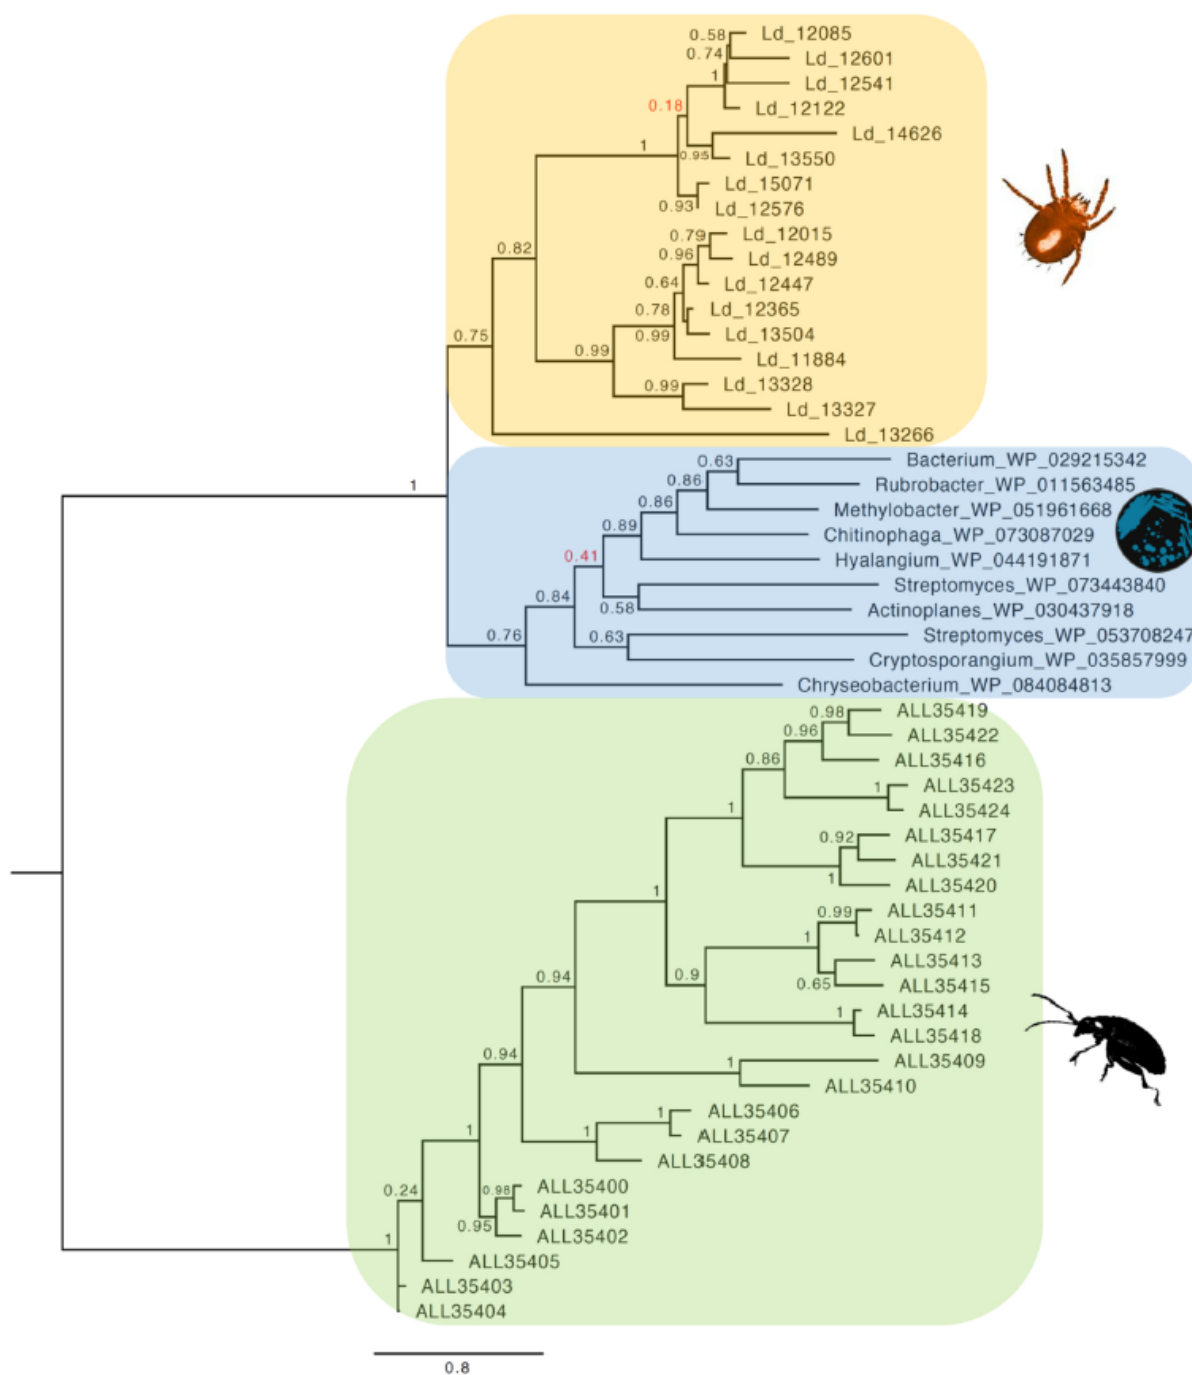 0.58
Ld_12085
0.74
Ld_12601
1
Ld_12541
0.18
Ld_12122
Ld_14626
1
0.95
Ld_13550
Ld_15071
0.93
Ld_12576
0.79
Ld_12015
0.82
0.96
Ld_12489
0.64
Ld_12447
0.78
Ld_12365
0.75
0.99
Ld_13504
0.99
Ld_11884
0.99
Ld_13328
Ld_13327
Ld_13266
0.63
Bacterium_WP_029215342
0.86
Rubrobacter_WP_011563485
1
0.86
Methylobacter_WP_051961668
0.89
Chitinophaga_WP_073087029
0.41
Hyalangium_WP_044191871
Streptomyces_WP_073443840
0.84
0.58
Actinoplanes_WP_030437918
0.76
0.63
Streptomyces_WP_053708247
Cryptosporangium_WP_035857999
Chryseobacterium_WP_084084813
0.98
ALL35419
0.96
ALL35422
0.86
ALL35416
1
ALL35423
1
ALL35424
0.92
ALL35417
ALL35421
1
ALL35420
1
0.99
ALL35411
1
ALL35412
ALL35413
0.94
0.9
0.65
ALL35415
1
ALL35414
ALL35418
0.94
1
ALL35409
ALL35410
1
ALL35406
1
1
ALL35407
ALL35408
0.24
0.98
ALL35400
ALL35401
0.95
ALL35402
1
ALL35405
ALL35403
ALL35404
0.8